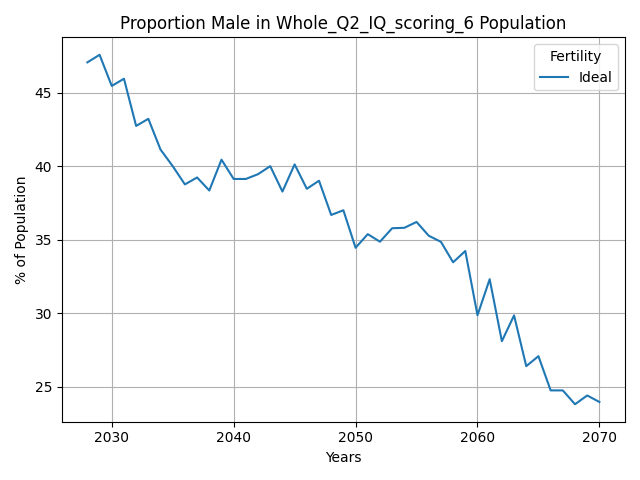 Proportion Male in Whole_Q2_IQ_scoring_6 Population
Fertility
Ideal
% of Population
45
40
35
30
25
2030 2040 2050 2060 2070
Years